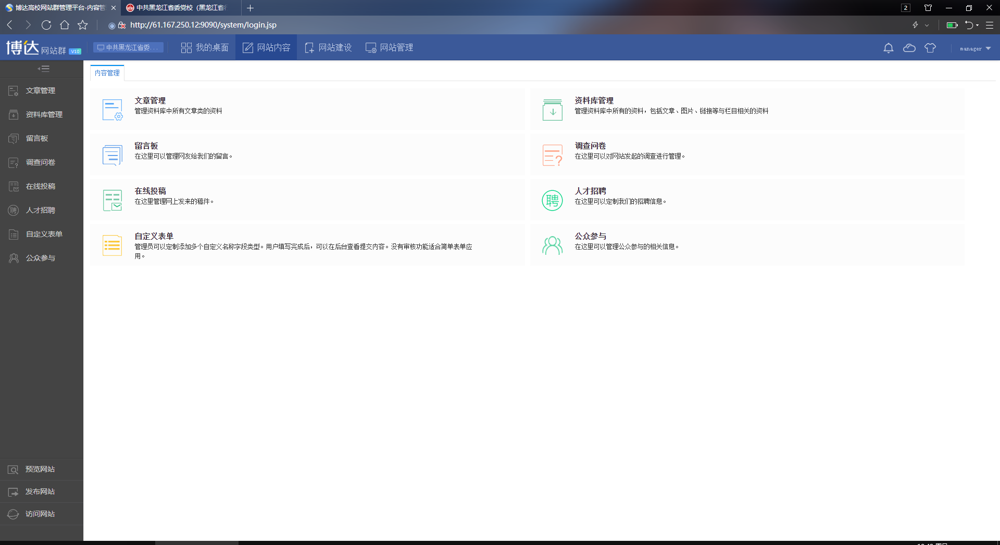 博达高校网站群管理平台-内容管
中共黑龙江省委党校（黑龙江省行
2
http://61.167.250.12:9090/system/login.jsp
博达 网站群 V10
中共黑龙江省委...
我的桌面
网站内容
网站建设
网站管理
manager
文章管理
资料库管理
留言板
调查问卷
在线投稿
聘 人才招聘
自定义表单
公众参与
预览网站
发布网站
访问网站
内容管理
文章管理
管理资料库中所有文章类的资料
资料库管理
管理资料库中所有的资料，包括文章、图片、链接等与栏目相关的资料
留言板
在这里可以管理网友给我们的留言。
调查问卷
在这里可以对网站发起的调查进行管理。
在线投稿
在这里管理网上发来的稿件。
聘
人才招聘
在这里可以定制我们的招聘信息。
自定义表单
管理员可以定制添加多个自定义名称字段类型。用户填写完成后，可以在后台查看提交内容。没有审核功能适合简单表单应
用。
公众参与
在这里可以管理公众参与的相关信息。